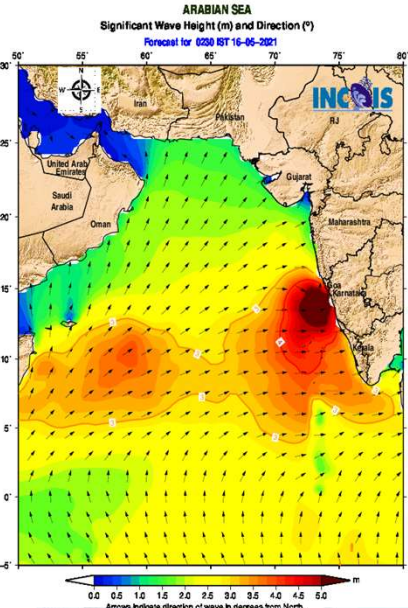 ARABIAN SEA
Significant Wave Height (m) and Direction (°)
Forecast for 0230 IST 16-05-2021
50° 55° 60° 65° 70° 75° 80°
30°
N
W E
S
INCOIS
Iran
Pakistan
RJ
25°
United Arab
Emirates
Gujarat
Saudi
Arabia
20°
Oman
Maharashtra
15°
Goa
Karnataka
10°
Kerala
5°
0°
-5°
m
0.0 0.5 1.0 1.5 2.0 2.5 3.0 3.5 4.0 4.5 5.0
Arrows indicate direction of wave in degrees from North